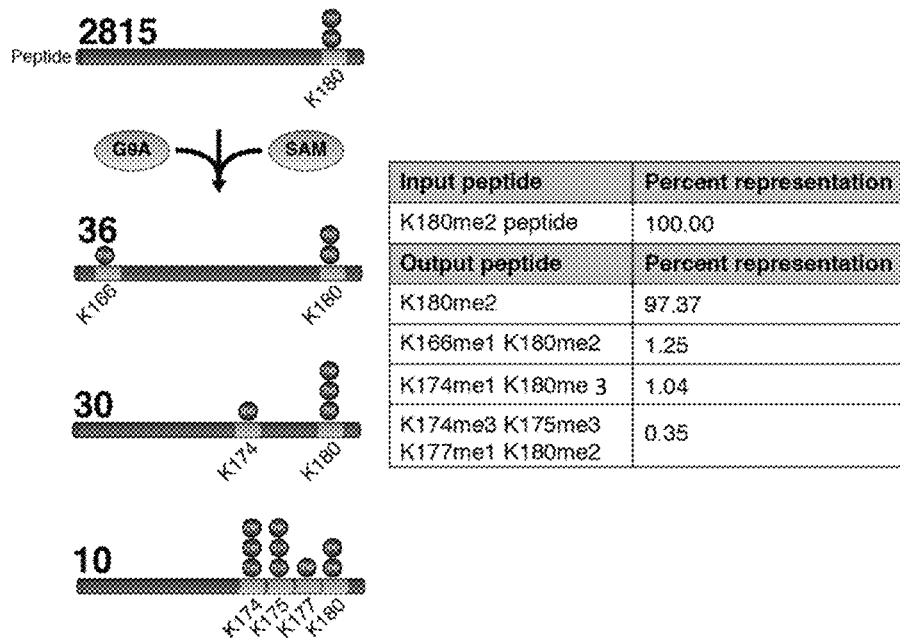 2815
Peptide
K180
G9A
SAM
36
K166
K180
30
K174
K180
10
K174
K175
K177
K180
Input peptide Percent representation
K180me2 peptide 100.00
Output peptide Percent representation
K180me2 97.37
K166me1 K180me2 1.25
K174me1 K180me 3 1.04
K174me3 K175me3
K177me1 K180me2 0.35